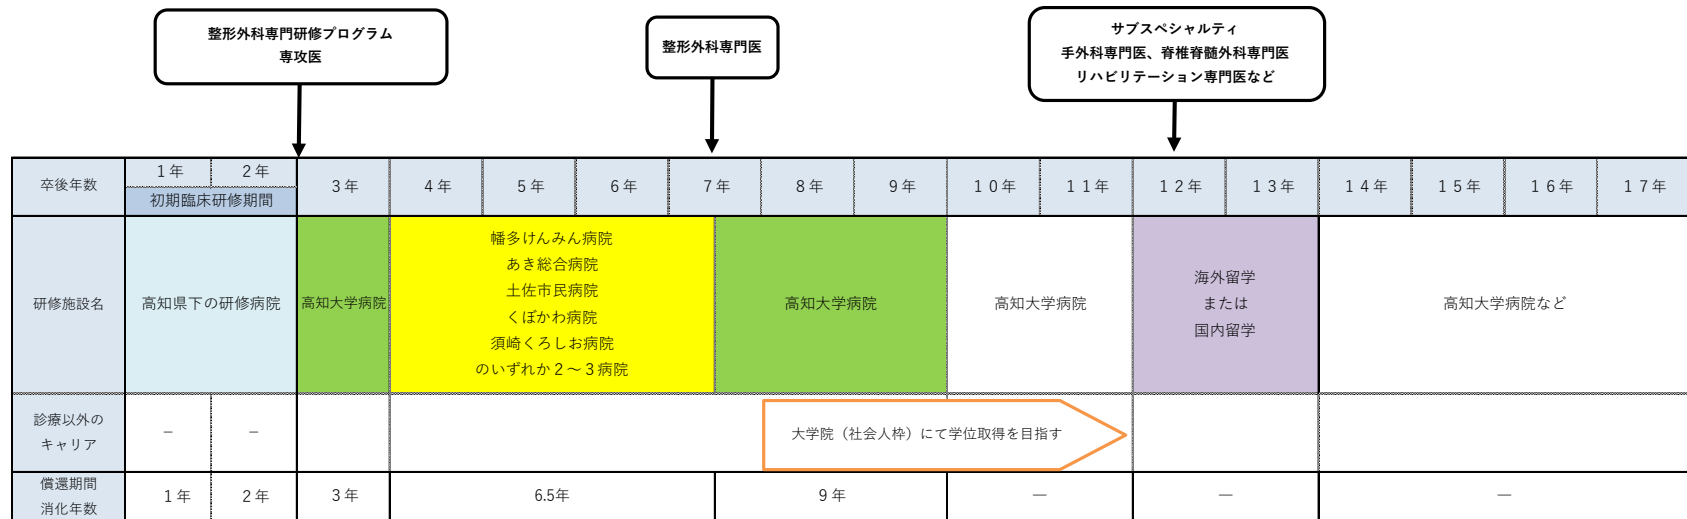 整形外科専門研修プログラム
専攻医
整形外科専門医
サブスペシャルティ
手外科専門医、脊椎脊髄外科専門医
リハビリテーション専門医など
卒後年数
1年
2年
初期臨床研修期間
3年
4年
5年
6年
7年
8年
9年
10年
11年
12年
13年
14年
15年
16年
17年
研修施設名
高知県下の研修病院
高知大学病院
幡多けんみん病院
あき総合病院
土佐市民病院
くぼかわ病院
須崎くろしお病院
のいずれか2～3病院
高知大学病院
高知大学病院
海外留学
または
国内留学
高知大学病院など
診療以外の
キャリア
－
－
大学院（社会人枠）にて学位取得を目指す
償還期間
消化年数
1年
2年
3年
6.5年
9年
—
—
—